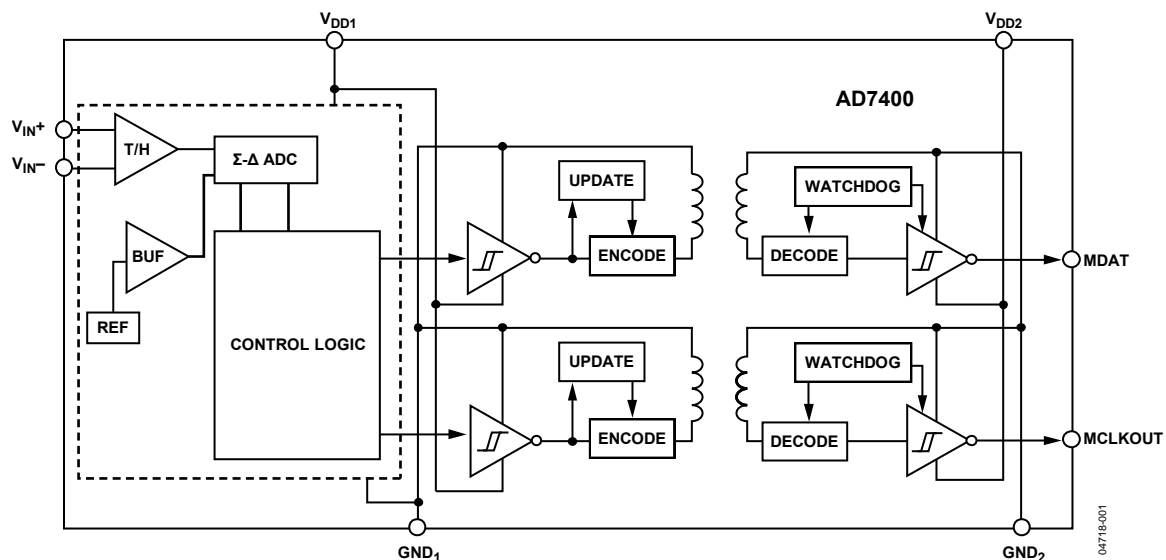 VDD1
VDD2
AD7400
VIN+
VIN–
T/H
Σ-Δ ADC
BUF
REF
CONTROL LOGIC
UPDATE
ENCODE
WATCHDOG
DECODE
MDAT
UPDATE
ENCODE
WATCHDOG
DECODE
MCLKOUT
GND1
GND2
04718-001